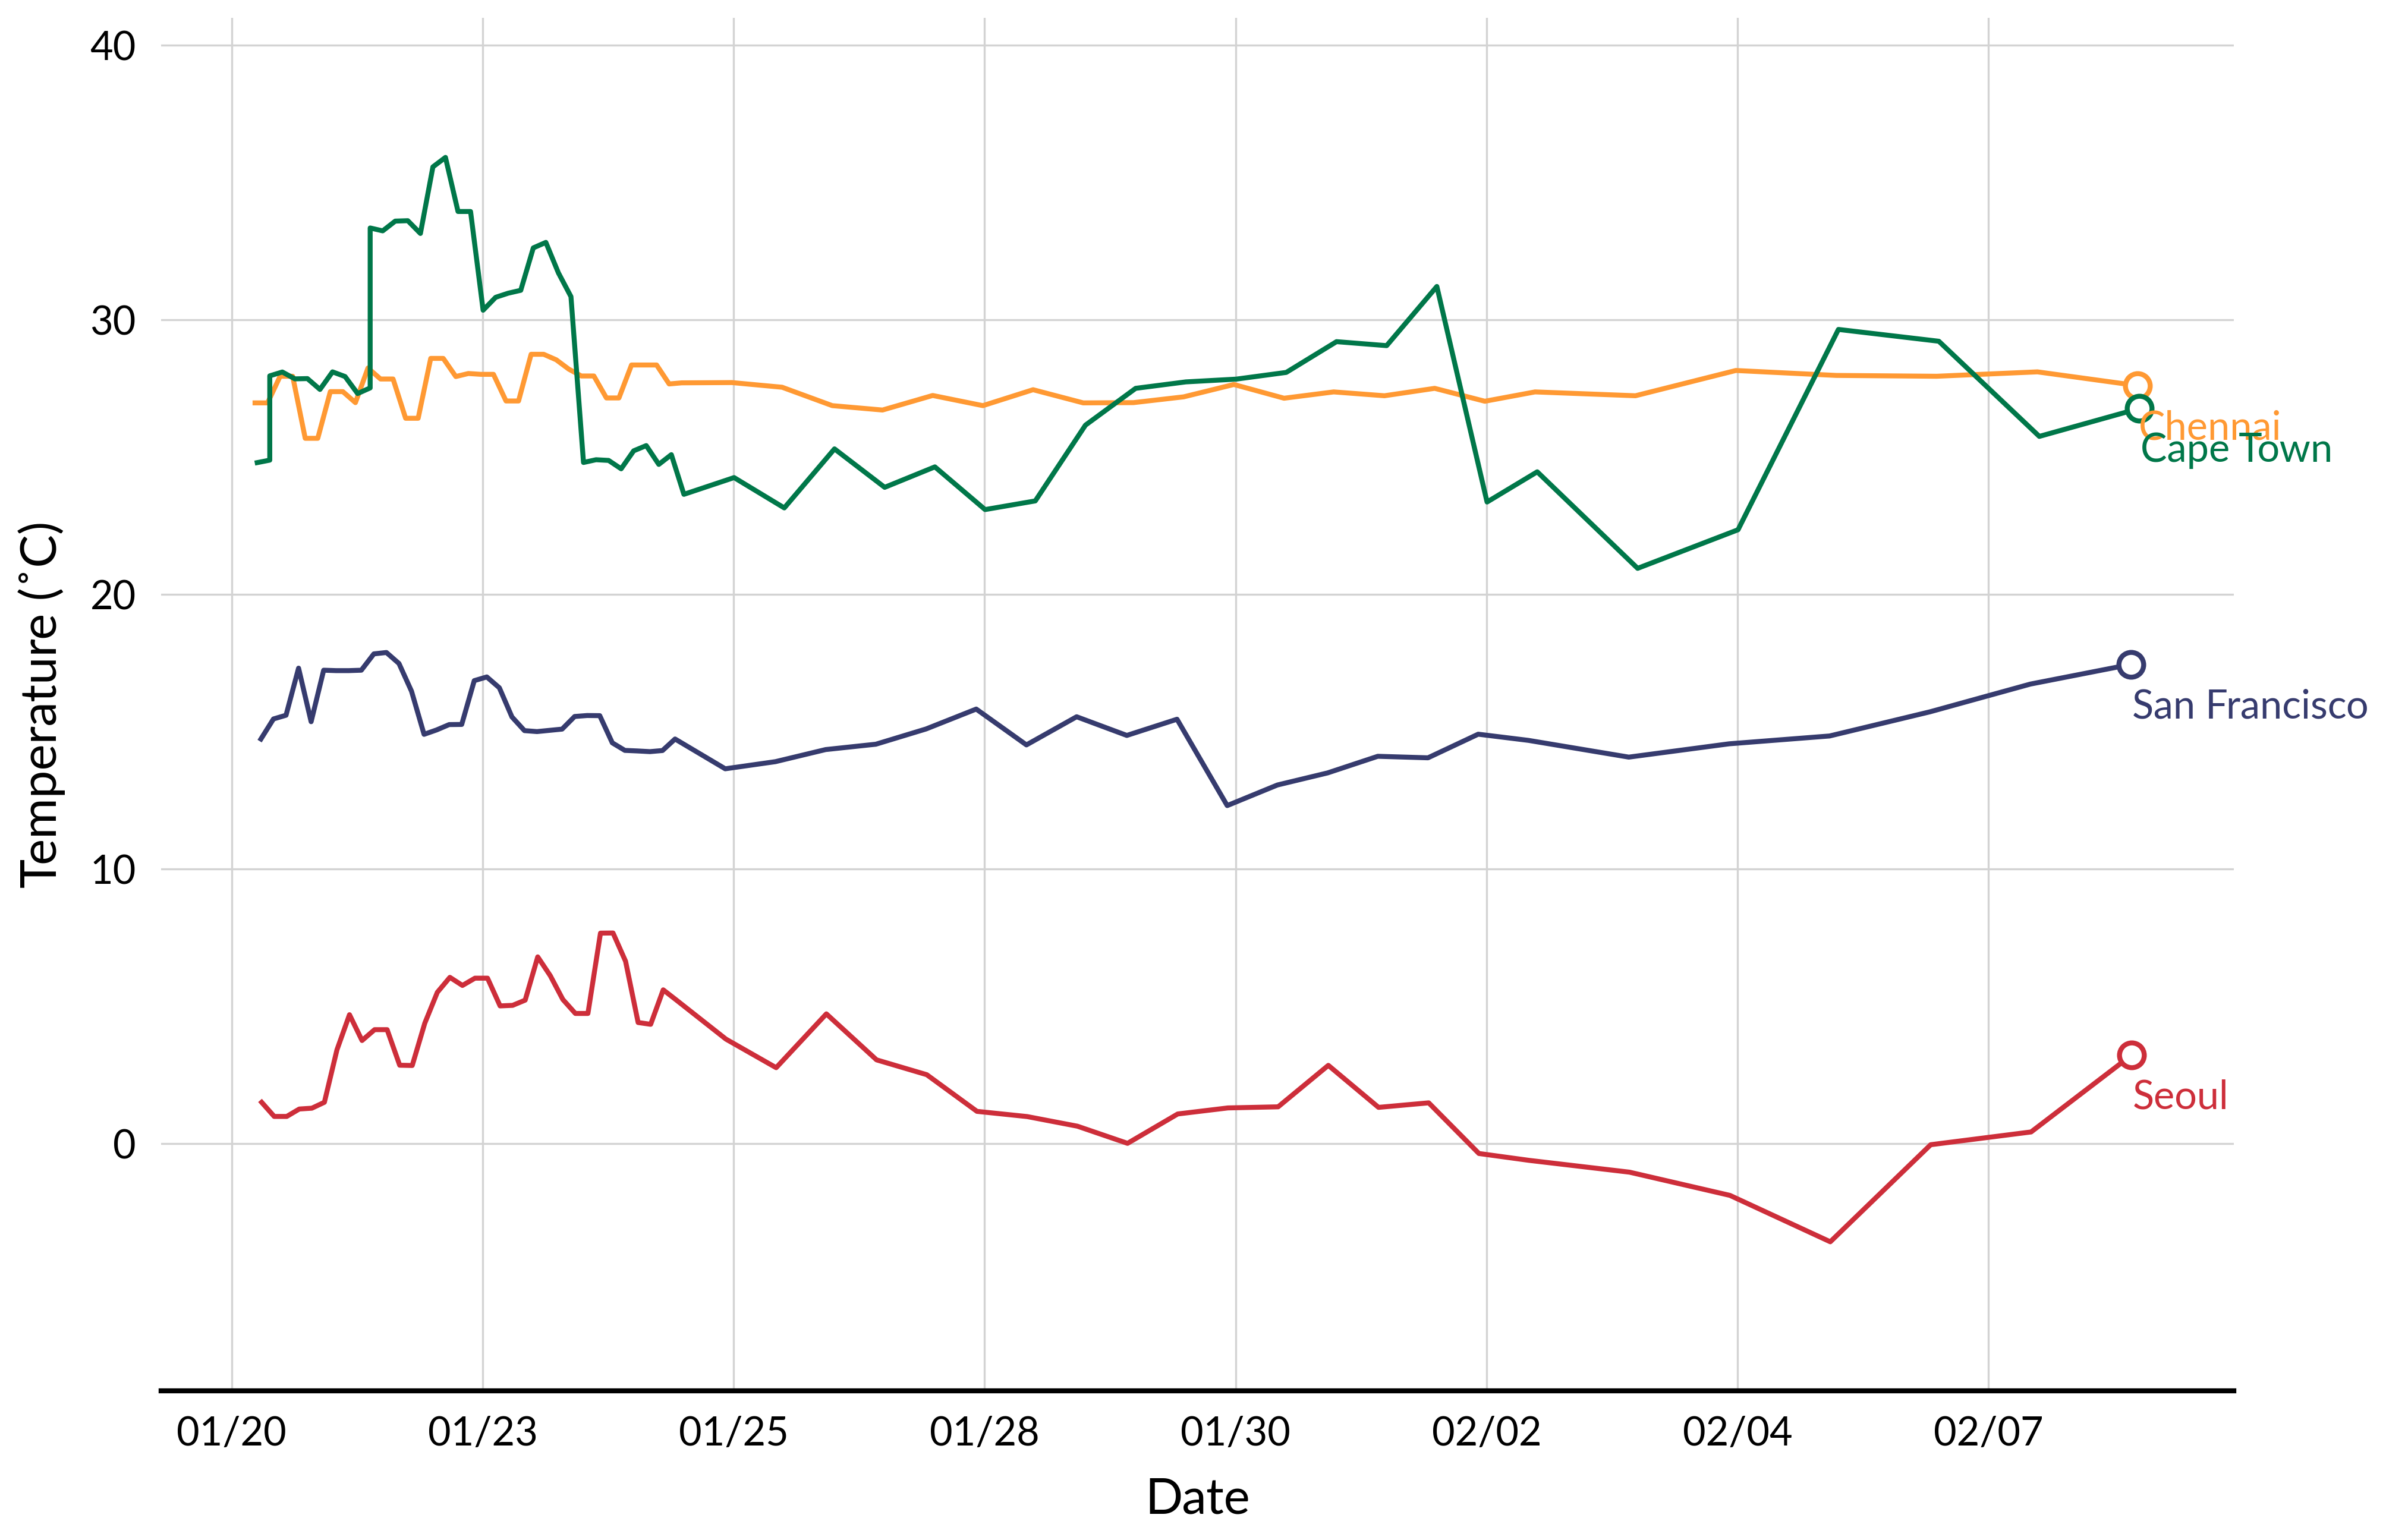 40
30
20
10
0
Temperature (°C)
Chennai
Cape Town
San Francisco
Seoul
01/20 01/23 01/25 01/28 01/30 02/02 02/04 02/07
Date